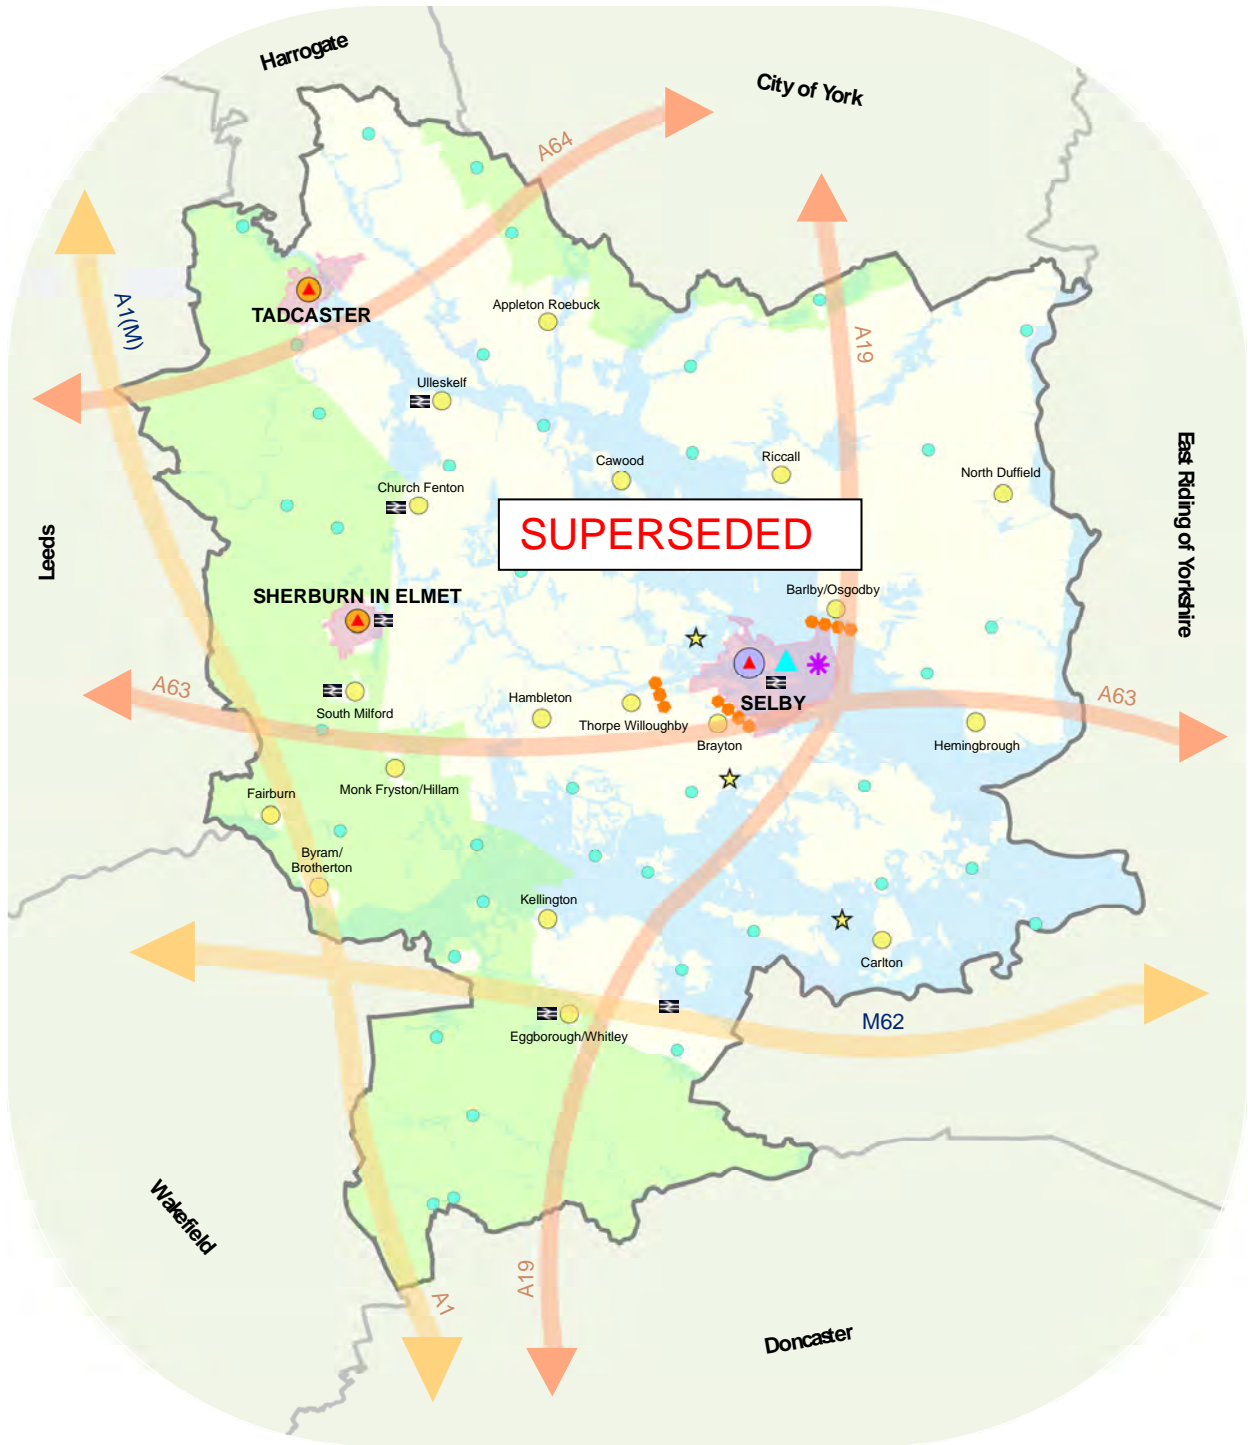 Harrogate
City of York
A64
A1(M)
TADCASTER
Appleton Roebuck
A19
Ulleskelf
Cawood
Riccall
North Duffield
East Riding of Yorkshire
Church Fenton
Leeds
SUPERSEDED
SHERBURN IN ELMET
Barlby/Osgodby
A63
South Milford
Hambleton
Thorpe Willoughby
SELBY
Brayton
A63
Hemingbrough
Monk Fryston/Hillam
Fairburn
Byram/
Brotherton
Kellington
Carlton
M62
Eggborough/Whitley
Wakefield
A1
A19
Doncaster